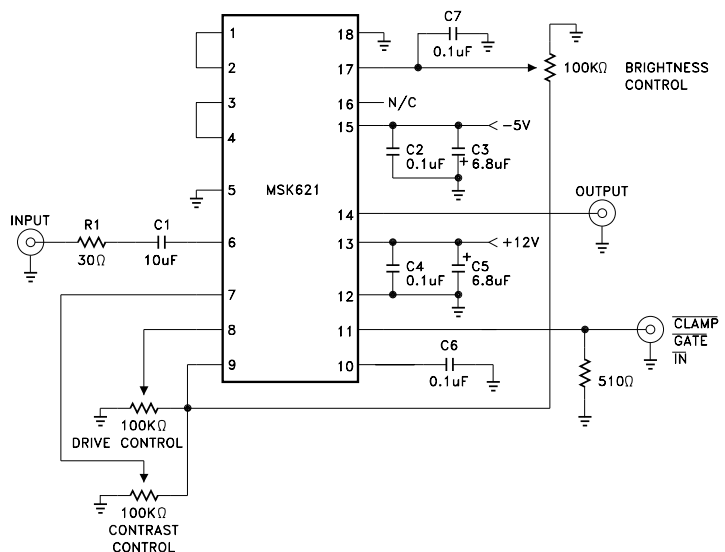 C7
0.1uF
100KΩ
BRIGHTNESS
CONTROL
1
2
3
4
5
6
7
8
9
MSK621
18
17
16
15
14
13
12
11
10
N/C
-5V
C2
0.1uF
C3
+
6.8uF
OUTPUT
INPUT
R1
30Ω
C1
10uF
+12V
C4
0.1uF
+
C5
6.8uF
CLAMP
GATE
IN
C6
0.1uF
510Ω
100KΩ
DRIVE CONTROL
100KΩ
CONTRAST
CONTROL